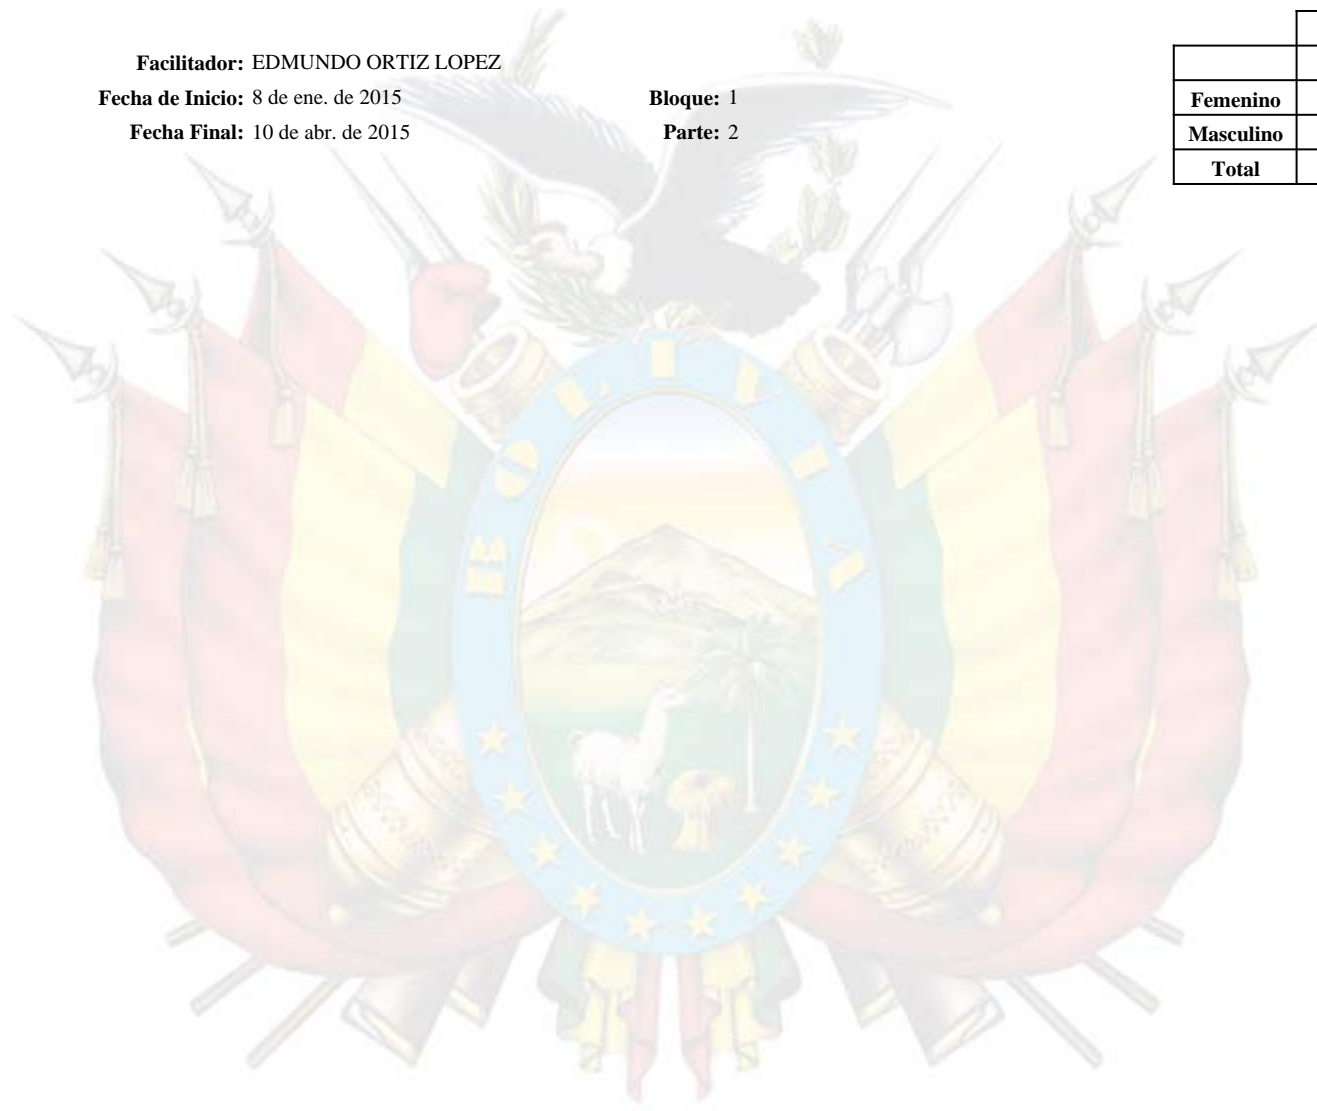 Facilitador: EDMUNDO ORTIZ LOPEZ
Fecha de Inicio: 8 de ene. de 2015 Bloque: 1
Fecha Final: 10 de abr. de 2015 Parte: 2
Femenino
Masculino
Total
BOLIVIA